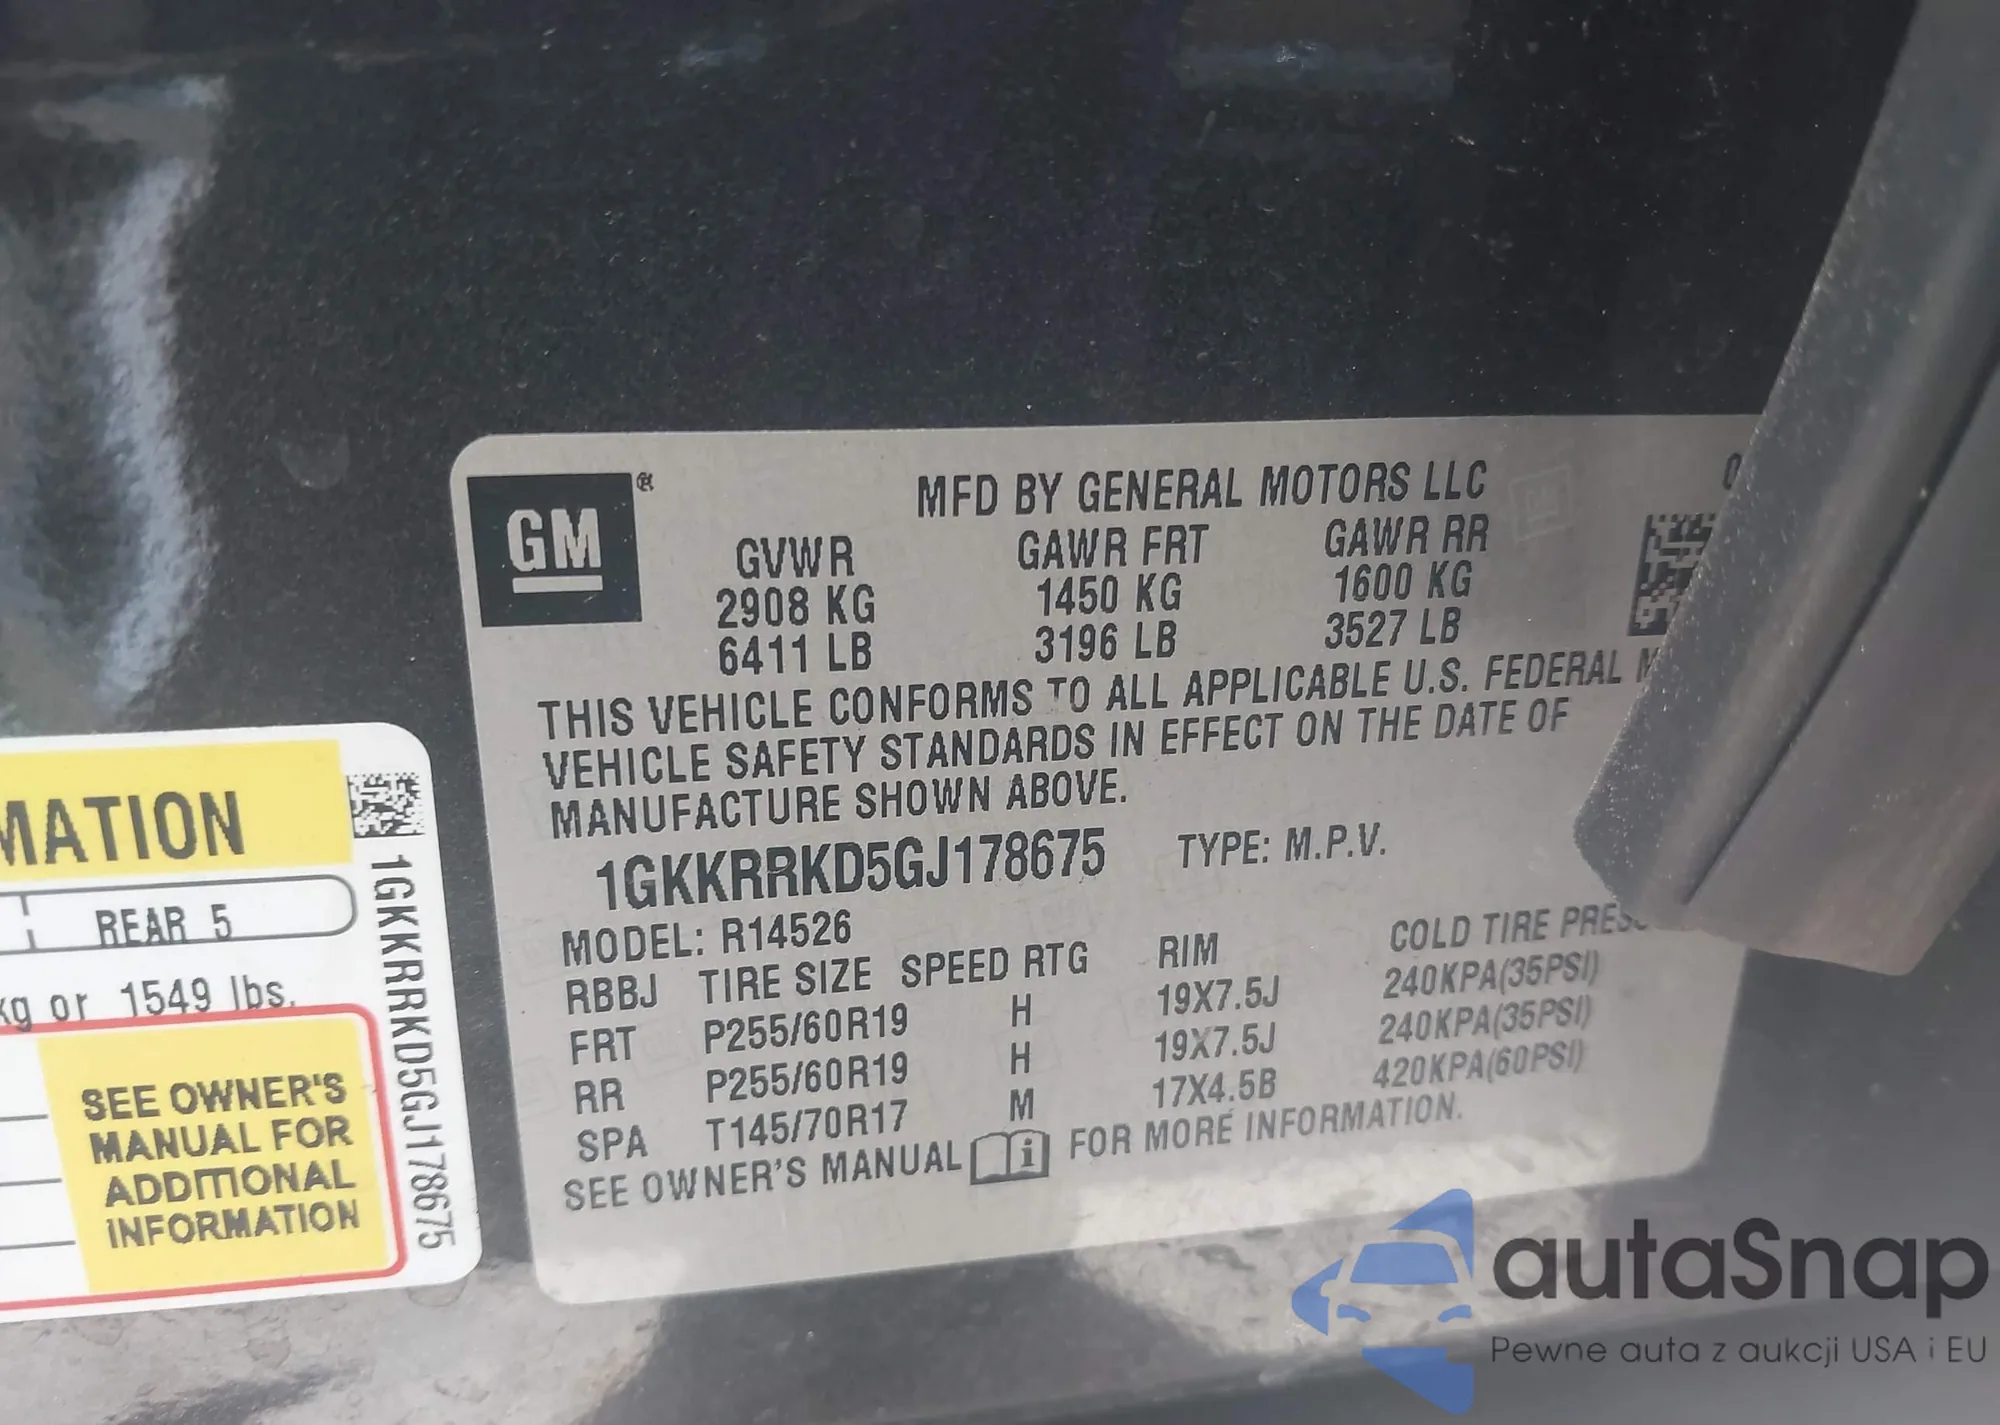 MATION
REAR 5
kg or 1549 lbs.
SEE OWNER'S
MANUAL FOR
ADDITIONAL
INFORMATION
1GKKRRKD5GJ178675
GM
MFD BY GENERAL MOTORS LLC
GVWR GAWR FRT GAWR RR
2908 KG 1450 KG 1600 KG
6411 LB 3196 LB 3527 LB
THIS VEHICLE CONFORMS TO ALL APPLICABLE U.S. FEDERAL M
VEHICLE SAFETY STANDARDS IN EFFECT ON THE DATE OF
MANUFACTURE SHOWN ABOVE.
1GKKRRKD5GJ178675 TYPE: M.P.V.
MODEL: R14526
RBBJ TIRE SIZE SPEED RTG RIM COLD TIRE PRES
FRT P255/60R19 H 19X7.5J 240KPA(35PSI)
RR P255/60R19 H 19X7.5J 240KPA(35PSI)
SPA T145/70R17 M 17X4.5B 420KPA(60PSI)
SEE OWNER'S MANUAL i FOR MORE INFORMATION.
autaSnap
Pewne auta z aukcji USA i EU